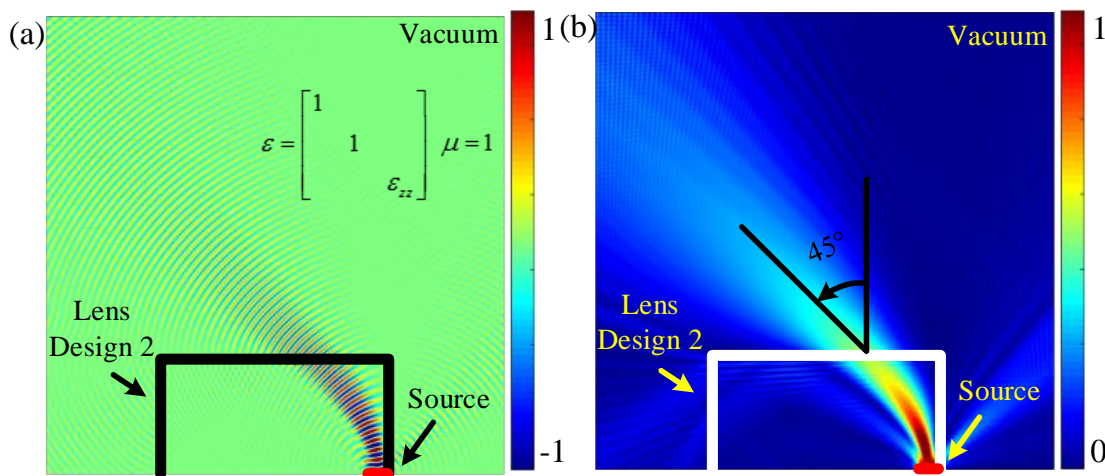 (a)
Vacuum
1
ε = [1 1 ε_zz] μ = 1
Lens
Design 2
Source
-1
(b)
Vacuum
1
45°
Lens
Design 2
Source
0